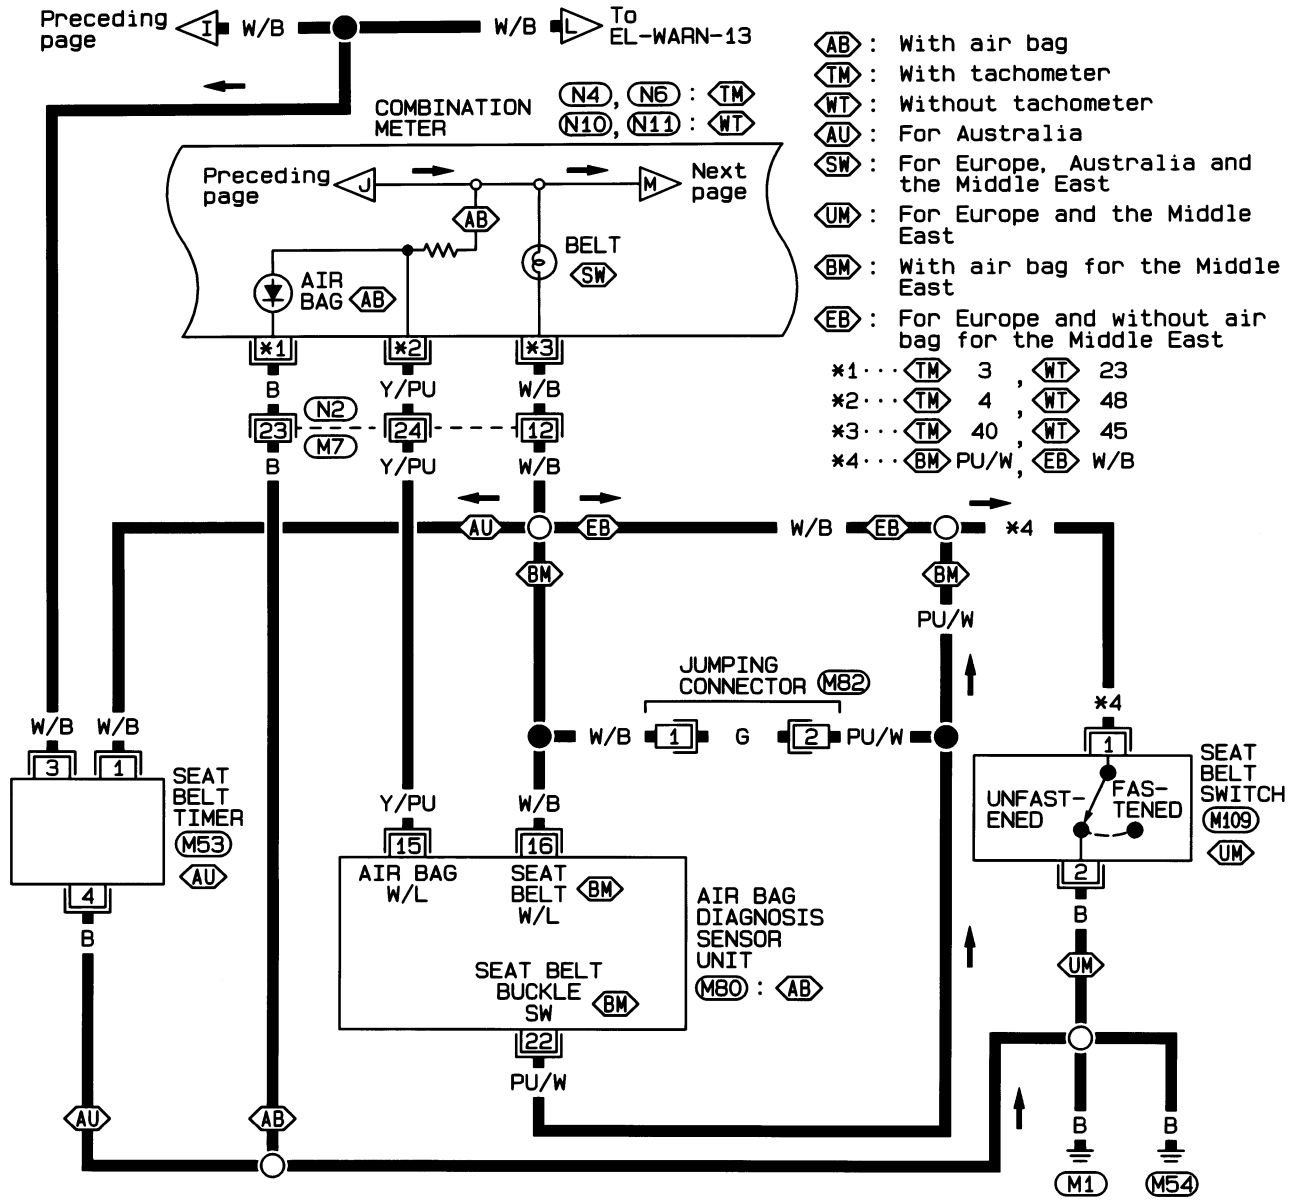 Preceding
page
I
W/B
W/B
L
To
EL-WARN-13
COMBINATION
METER
N4, N6 : TM
N10, N11 : WT
Preceding
page
J
M
Next
page
AB
BELT
SW
AIR
BAG
AB
*1
*2
*3
B
Y/PU
W/B
N2
23
24
12
M7
B
Y/PU
W/B
AB : With air bag
TM : With tachometer
WT : Without tachometer
AU : For Australia
SW : For Europe, Australia and
the Middle East
UM : For Europe and the Middle
East
BM : With air bag for the Middle
East
EB : For Europe and without air
bag for the Middle East
*1··· TM 3 , WT 23
*2··· TM 4 , WT 48
*3··· TM 40 , WT 45
*4··· BM PU/W, EB W/B
AU
EB
W/B
EB
*4
BM
BM
PU/W
JUMPING
CONNECTOR M82
W/B
1
G
2
PU/W
*4
1
SEAT
BELT
SWITCH
M109
UM
UNFAST-
ENED
FAS-
TENED
2
B
UM
W/B
W/B
3
1
SEAT
BELT
TIMER
M53
AU
4
B
Y/PU
W/B
15
16
AIR BAG
W/L
SEAT
BELT
W/L
BM
AIR BAG
DIAGNOSIS
SENSOR
UNIT
M80 : AB
SEAT BELT
BUCKLE
SW
BM
22
PU/W
AU
AB
B
B
M1
M54